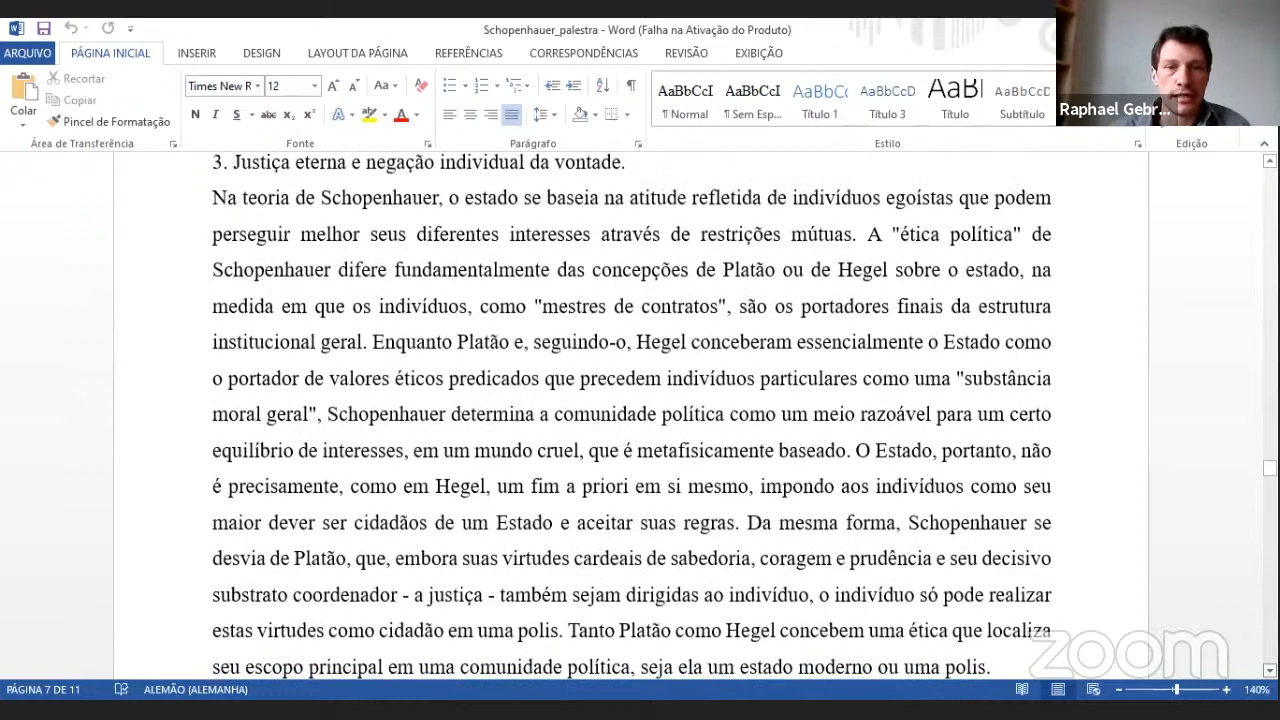 Schopenhauer_palestra - Word (Falha na Ativação do Produto)
ARQUIVO PÁGINA INICIAL INSERIR DESIGN LAYOUT DA PÁGINA REFERÊNCIAS CORRESPONDÊNCIAS REVISÃO EXIBIÇÃO
Colar
Recortar
Copiar
Pincel de Formatação
Área de Transferência
Times New R 12
Aa
N I S abc x₂ x²
Fonte
Parágrafo
AaBbCcI AaBbCcI AaBbCc AaBbCcD AaBl AaBbCcD
¶ Normal ¶ Sem Esp... Título 1 Título 3 Título Subtítulo
Estilo
Edição
Raphael Gebr...
3. Justiça eterna e negação individual da vontade.
Na teoria de Schopenhauer, o estado se baseia na atitude refletida de indivíduos egoístas que podem
perseguir melhor seus diferentes interesses através de restrições mútuas. A "ética política" de
Schopenhauer difere fundamentalmente das concepções de Platão ou de Hegel sobre o estado, na
medida em que os indivíduos, como "mestres de contratos", são os portadores finais da estrutura
institucional geral. Enquanto Platão e, seguindo-o, Hegel conceberam essencialmente o Estado como
o portador de valores éticos predicados que precedem indivíduos particulares como uma "substância
moral geral", Schopenhauer determina a comunidade política como um meio razoável para um certo
equilíbrio de interesses, em um mundo cruel, que é metafisicamente baseado. O Estado, portanto, não
é precisamente, como em Hegel, um fim a priori em si mesmo, impondo aos indivíduos como seu
maior dever ser cidadãos de um Estado e aceitar suas regras. Da mesma forma, Schopenhauer se
desvia de Platão, que, embora suas virtudes cardeais de sabedoria, coragem e prudência e seu decisivo
substrato coordenador - a justiça - também sejam dirigidas ao indivíduo, o indivíduo só pode realizar
estas virtudes como cidadão em uma polis. Tanto Platão como Hegel concebem uma ética que localiza
seu escopo principal em uma comunidade política, seja ela um estado moderno ou uma polis.
zoom
PÁGINA 7 DE 11 ALEMÃO (ALEMANHA) 140%